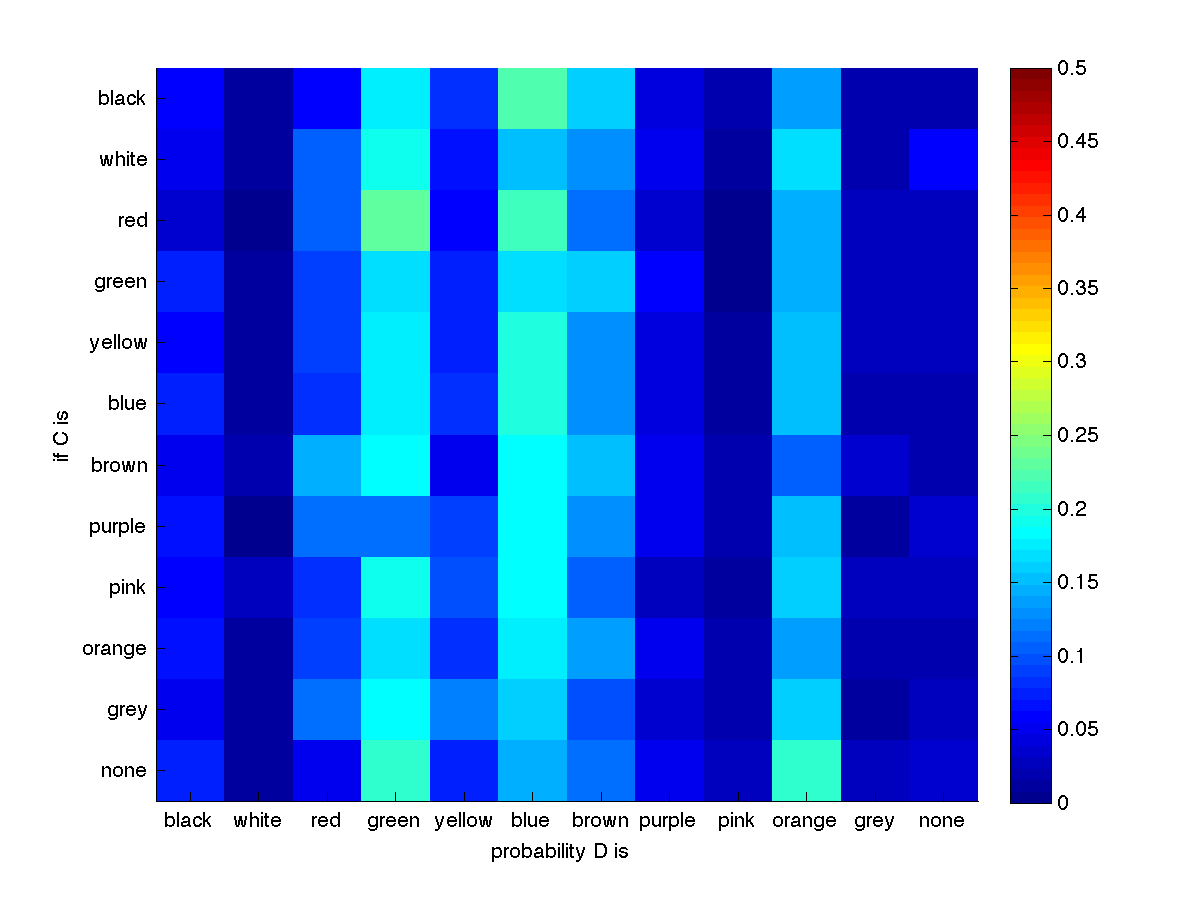 black
white
red
green
yellow
blue
brown
purple
pink
orange
grey
none
if C is
black white red green yellow blue brown purple pink orange grey none
probability D is
0.5
0.45
0.4
0.35
0.3
0.25
0.2
0.15
0.1
0.05
0